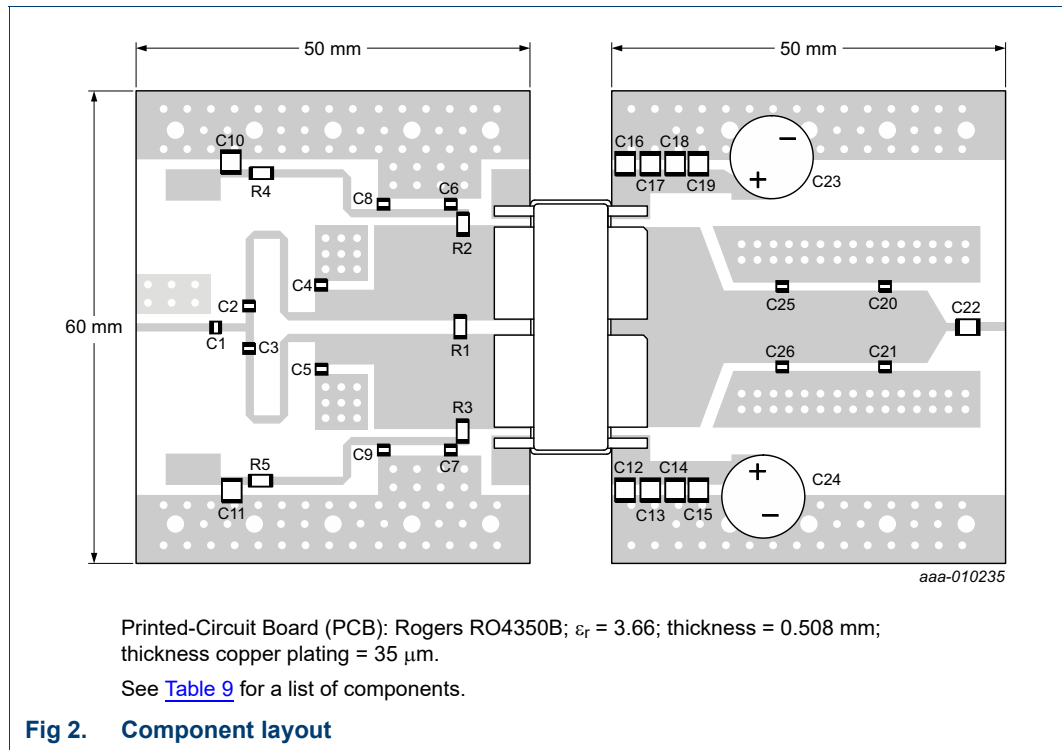 50 mm
50 mm
60 mm
C10
R4
C8
C6
R2
C4
C2
C1
C3
R1
C5
R3
C9
C7
R5
C11
C16
C18
C17
C19
C23
−
+
C25
C20
C22
C26
C21
C12
C14
C13
C15
C24
+
−
aaa-010235
Printed-Circuit Board (PCB): Rogers RO4350B; εr = 3.66; thickness = 0.508 mm;
thickness copper plating = 35 μm.
See Table 9 for a list of components.
Fig 2. Component layout